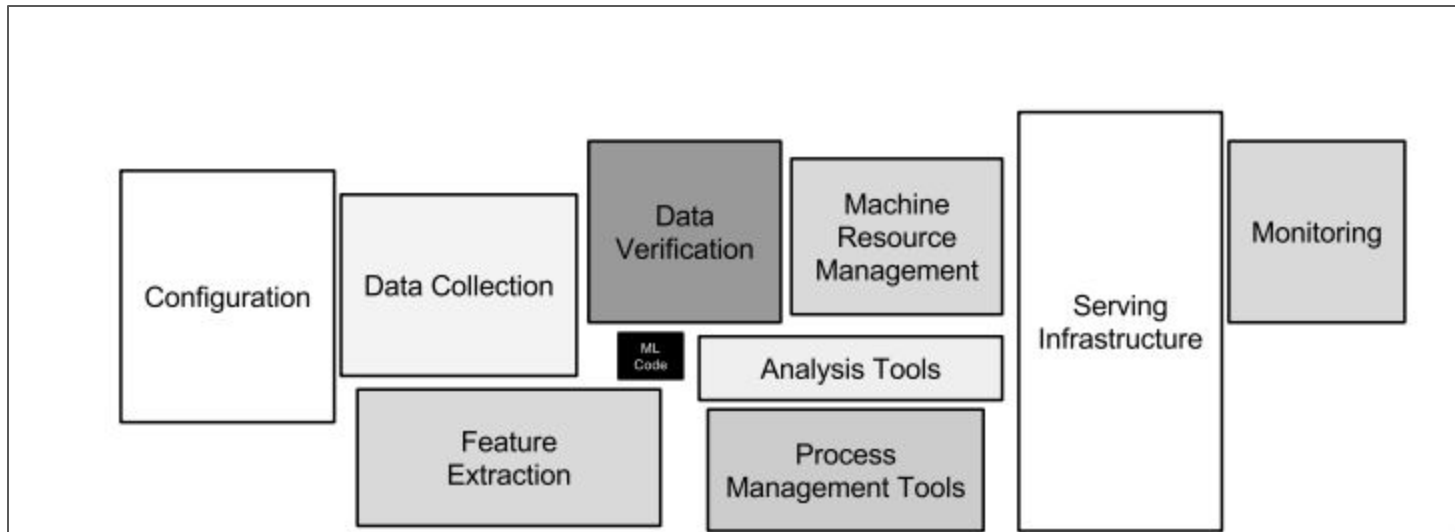 Configuration
Data Collection
Data
Verification
Machine
Resource
Management
Monitoring
Serving
Infrastructure
ML
Code
Analysis Tools
Feature
Extraction
Process
Management Tools